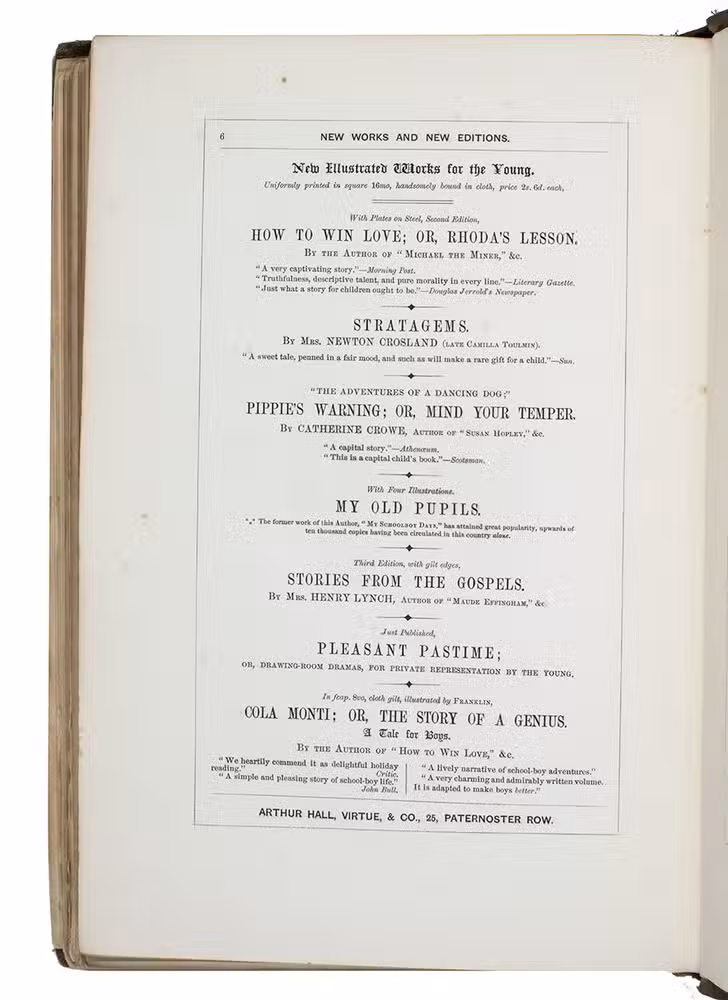 6
NEW WORKS AND NEW EDITIONS.
New Illustrated Works for the Young.
Uniformly printed in square 16mo, handsomely bound in cloth, price 2s. 6d. each.
With Plates on Steel, Second Edition,
HOW TO WIN LOVE; OR, RHODA'S LESSON.
BY THE AUTHOR OF "MICHAEL THE MINER," &c.
"A very captivating story."—Morning Post.
"Truthfulness, descriptive talent, and pure morality in every line."—Literary Gazette.
"Just what a story for children ought to be."—Douglas Jerrold's Newspaper.
STRATAGEMS.
BY MRS. NEWTON CROSLAND (LATE CAMILLA TOULMIN).
"A sweet tale, penned in a fair mood, and such as will make a rare gift for a child."—Sun.
"THE ADVENTURES OF A DANCING DOG;"
PIPPIE'S WARNING; OR, MIND YOUR TEMPER.
BY CATHERINE CROWE, AUTHOR OF "SUSAN HOPLEY," &c.
"A capital story."—Athenæum.
"This is a capital child's book."—Scotsman.
With Four Illustrations.
MY OLD PUPILS.
*** The former work of this Author, "MY SCHOOLBOY DAYS," has attained great popularity, upwards of
ten thousand copies having been circulated in this country alone.
Third Edition, with gilt edges,
STORIES FROM THE GOSPELS.
BY MRS. HENRY LYNCH, AUTHOR OF "MAUDE EFFINGHAM," &c
Just Published,
PLEASANT PASTIME;
OR, DRAWING-ROOM DRAMAS, FOR PRIVATE REPRESENTATION BY THE YOUNG.
In fcap. 8vo, cloth gilt, illustrated by FRANKLIN,
COLA MONTI; OR, THE STORY OF A GENIUS.
A Tale for Boys.
BY THE AUTHOR OF "HOW TO WIN LOVE," &c.
"We heartily commend it as delightful holiday
reading."
Critic.
"A simple and pleasing story of school-boy life."
John Bull.
"A lively narrative of school-boy adventures."
"A very charming and admirably written volume.
It is adapted to make boys better."
ARTHUR HALL, VIRTUE, & CO., 25, PATERNOSTER ROW.